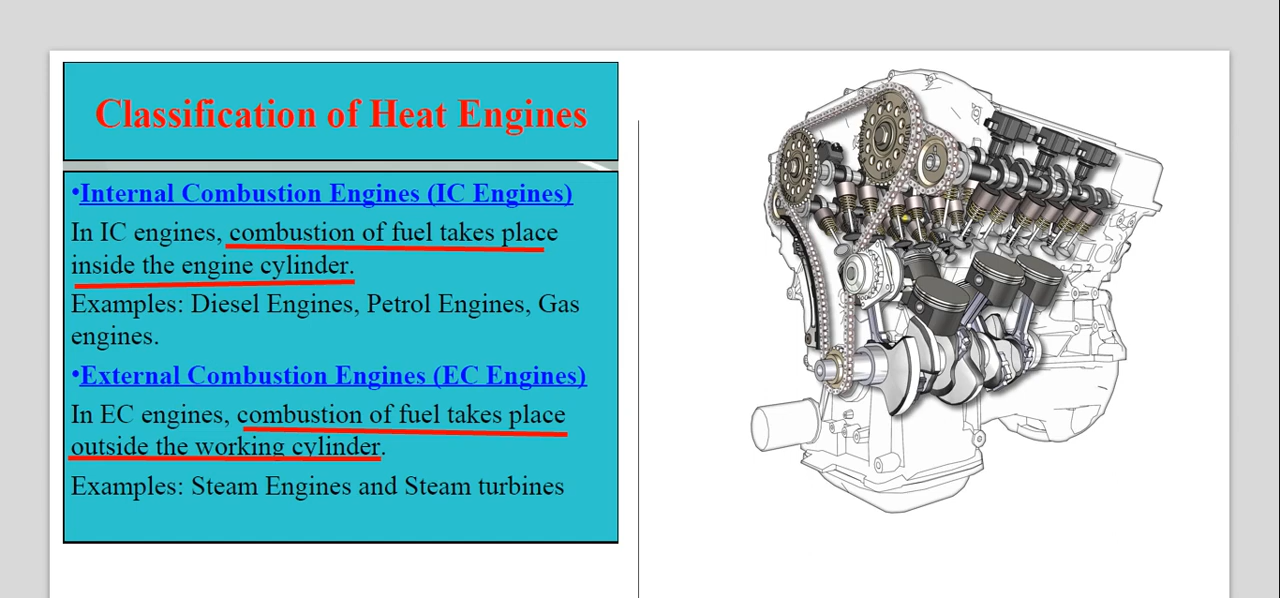 Classification of Heat Engines
•Internal Combustion Engines (IC Engines)
In IC engines, combustion of fuel takes place
inside the engine cylinder.
Examples: Diesel Engines, Petrol Engines, Gas
engines.
•External Combustion Engines (EC Engines)
In EC engines, combustion of fuel takes place
outside the working cylinder.
Examples: Steam Engines and Steam turbines